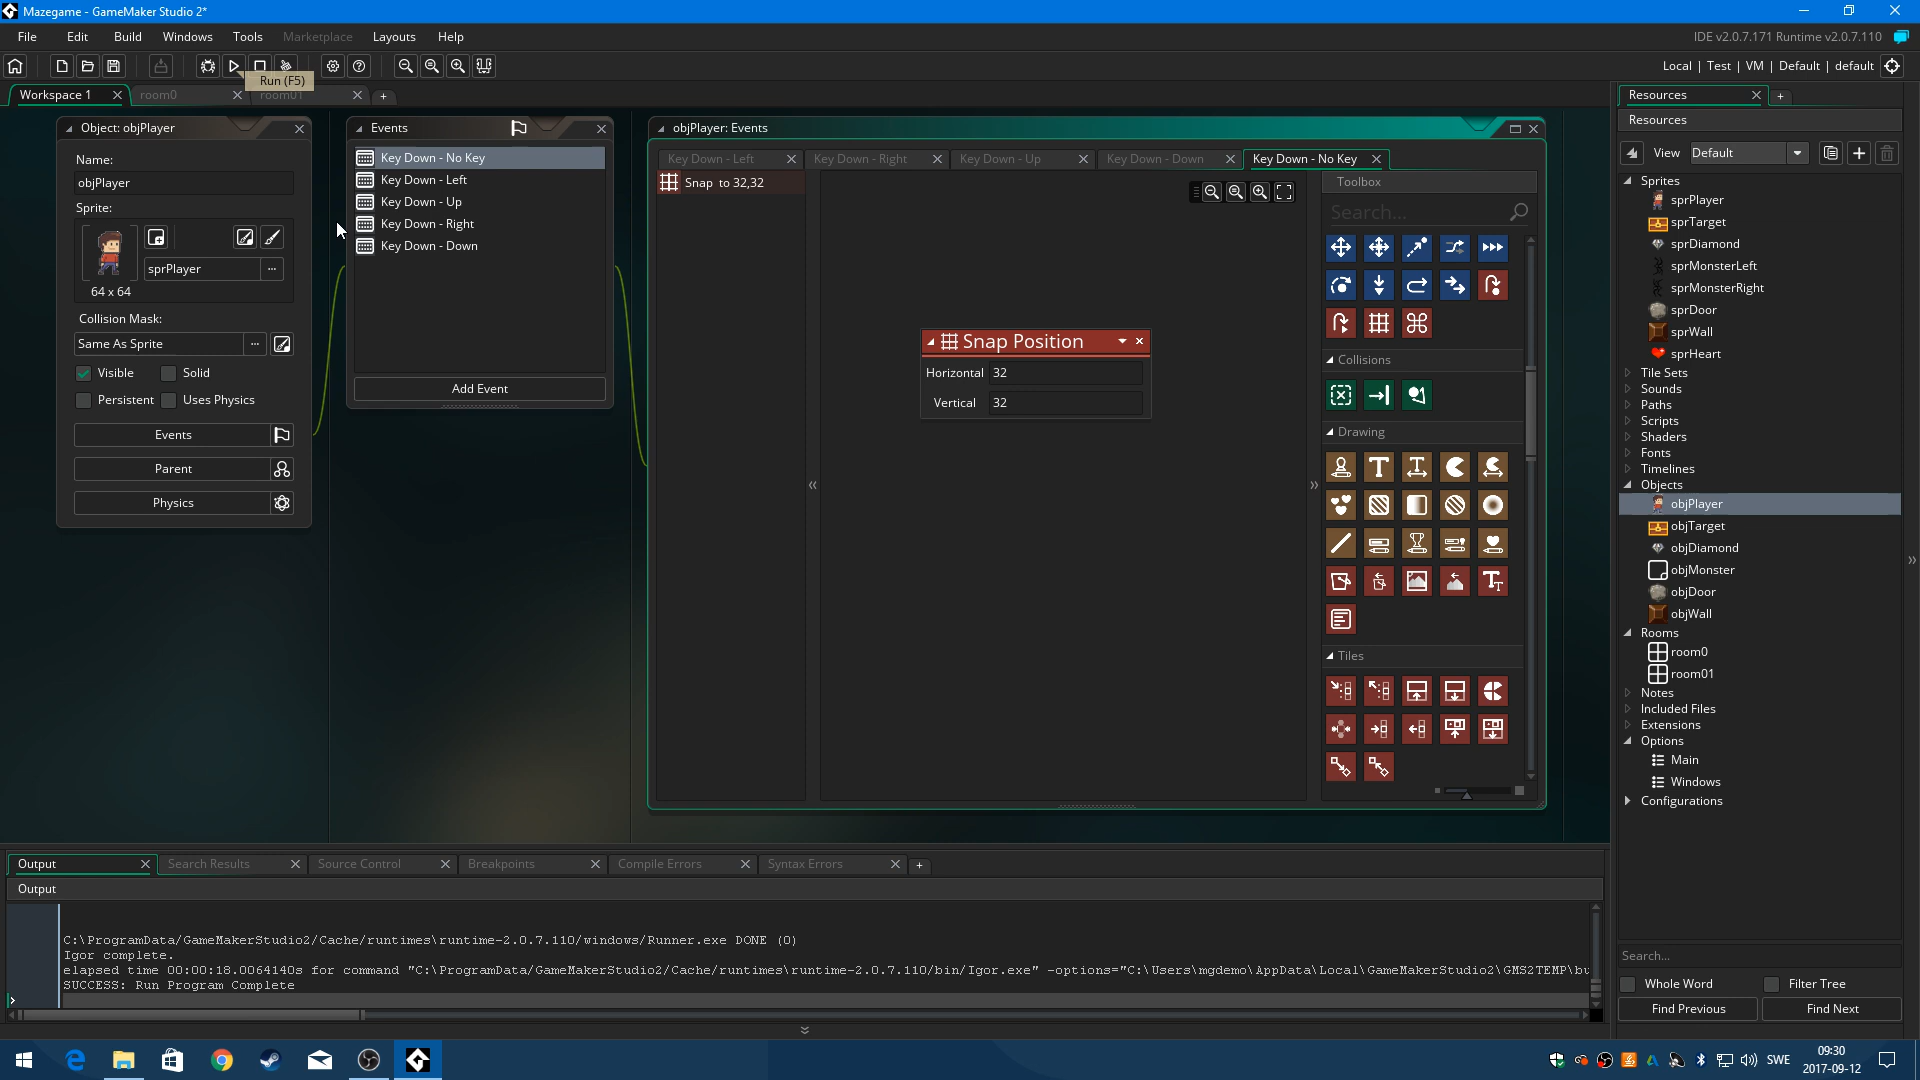 Mazegame - GameMaker Studio 2*
File Edit Build Windows Tools Marketplace Layouts Help
IDE v2.0.7.171 Runtime v2.0.7.110
Run (F5)
Local | Test | VM | Default | default
Workspace 1 room0 room01
Object: objPlayer
Name:
objPlayer
Sprite:
sprPlayer
64 x 64
Collision Mask:
Same As Sprite
Visible Solid
Persistent Uses Physics
Events
Parent
Physics
Events
Key Down - No Key
Key Down - Left
Key Down - Up
Key Down - Right
Key Down - Down
Add Event
objPlayer: Events
Key Down - Left Key Down - Right Key Down - Up Key Down - Down Key Down - No Key
Snap to 32,32
Snap Position
Horizontal 32
Vertical 32
Toolbox
Search...
Collisions
Drawing
Tiles
Resources
Resources
View Default
Sprites
sprPlayer
sprTarget
sprDiamond
sprMonsterLeft
sprMonsterRight
sprDoor
sprWall
sprHeart
Tile Sets
Sounds
Paths
Scripts
Shaders
Fonts
Timelines
Objects
objPlayer
objTarget
objDiamond
objMonster
objDoor
objWall
Rooms
room0
room01
Notes
Included Files
Extensions
Options
Main
Windows
Configurations
Search...
Whole Word Filter Tree
Find Previous Find Next
Output Search Results Source Control Breakpoints Compile Errors Syntax Errors
Output
C:\ProgramData/GameMakerStudio2/Cache/runtimes\runtime-2.0.7.110/windows/Runner.exe DONE (0)
Igor complete.
elapsed time 00:00:18.0064140s for command "C:\ProgramData/GameMakerStudio2/Cache/runtimes\runtime-2.0.7.110/bin/Igor.exe" -options="C:\Users\mgdemo\AppData\Local\GameMakerStudio2\GMS2TEMP\bu
SUCCESS: Run Program Complete
SWE
09:30
2017-09-12